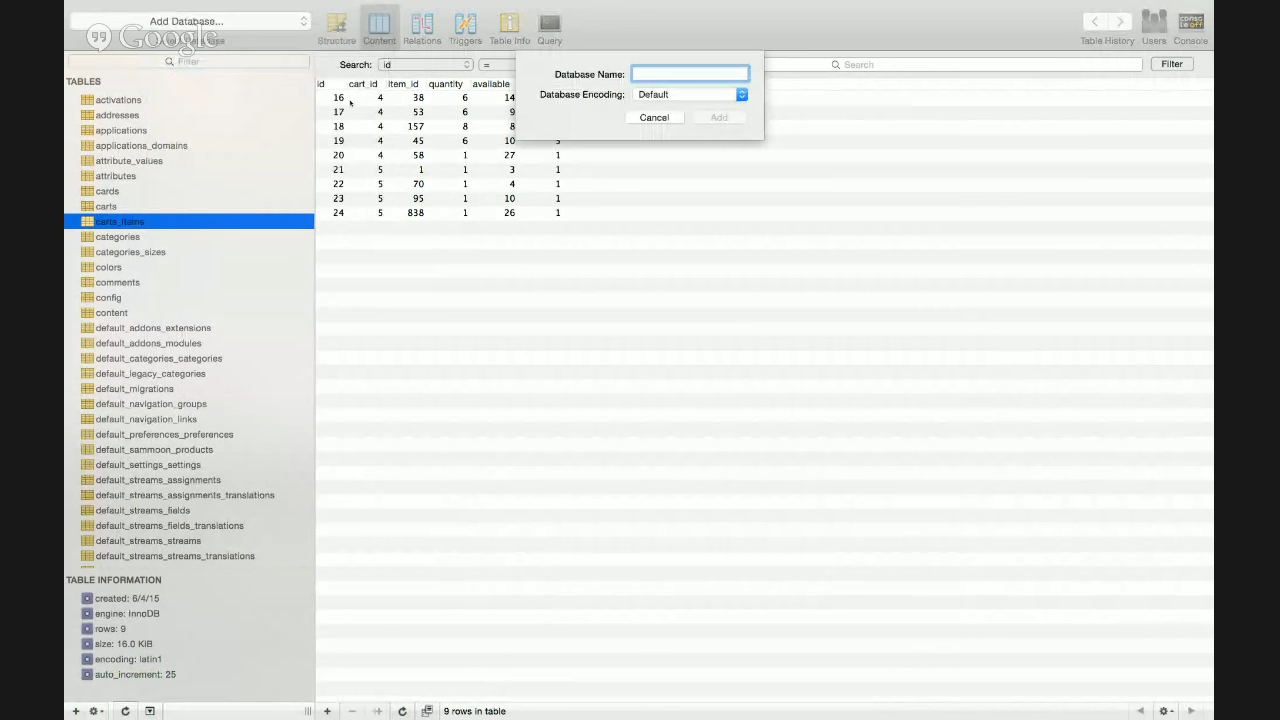 Add Database...
Google
Structure
Content
Relations
Triggers
Table Info
Query
Table History
Users
Console
Filter
Search:
id
=
Search
Filter
Database Name:
Database Encoding:
Default
Cancel
Add
TABLES
activations
addresses
applications
applications_domains
attribute_values
attributes
cards
carts
carts_items
categories
categories_sizes
colors
comments
config
content
default_addons_extensions
default_addons_modules
default_categories_categories
default_legacy_categories
default_migrations
default_navigation_groups
default_navigation_links
default_preferences_preferences
default_sammoon_products
default_settings_settings
default_streams_assignments
default_streams_assignments_translations
default_streams_fields
default_streams_fields_translations
default_streams_streams
default_streams_streams_translations
id cart_id item_id quantity available
16 4 38 6 14
17 4 53 6 9
18 4 157 8 8
19 4 45 6 10
20 4 58 1 27 1
21 5 1 1 3 1
22 5 70 1 4 1
23 5 95 1 10 1
24 5 838 1 26 1
TABLE INFORMATION
created: 6/4/15
engine: InnoDB
rows: 9
size: 16.0 KiB
encoding: latin1
auto_increment: 25
9 rows in table